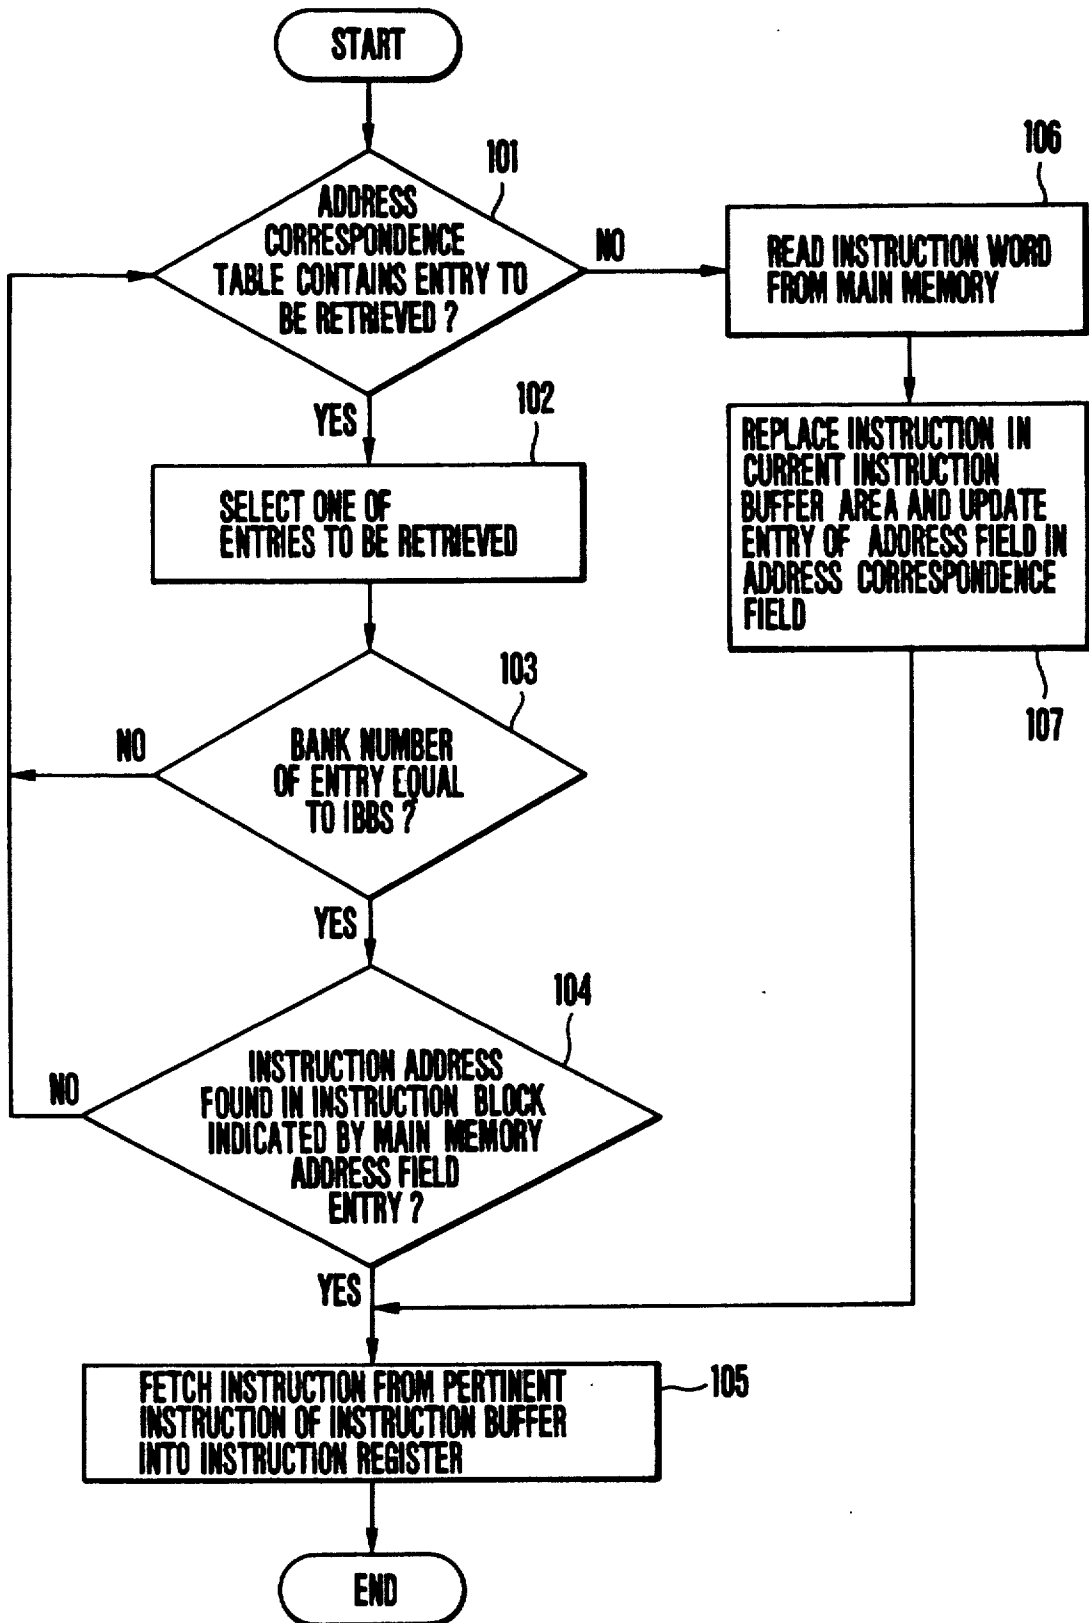 START
101
ADDRESS
CORRESPONDENCE
TABLE CONTAINS ENTRY TO
BE RETRIEVED ?
NO
106
READ INSTRUCTION WORD
FROM MAIN MEMORY
YES
102
SELECT ONE OF
ENTRIES TO BE RETRIEVED
REPLACE INSTRUCTION IN
CURRENT INSTRUCTION
BUFFER AREA AND UPDATE
ENTRY OF ADDRESS FIELD IN
ADDRESS CORRESPONDENCE
FIELD
107
103
BANK NUMBER
OF ENTRY EQUAL
TO IBBS ?
NO
YES
104
INSTRUCTION ADDRESS
FOUND IN INSTRUCTION BLOCK
INDICATED BY MAIN MEMORY
ADDRESS FIELD
ENTRY ?
NO
YES
105
FETCH INSTRUCTION FROM PERTINENT
INSTRUCTION OF INSTRUCTION BUFFER
INTO INSTRUCTION REGISTER
END